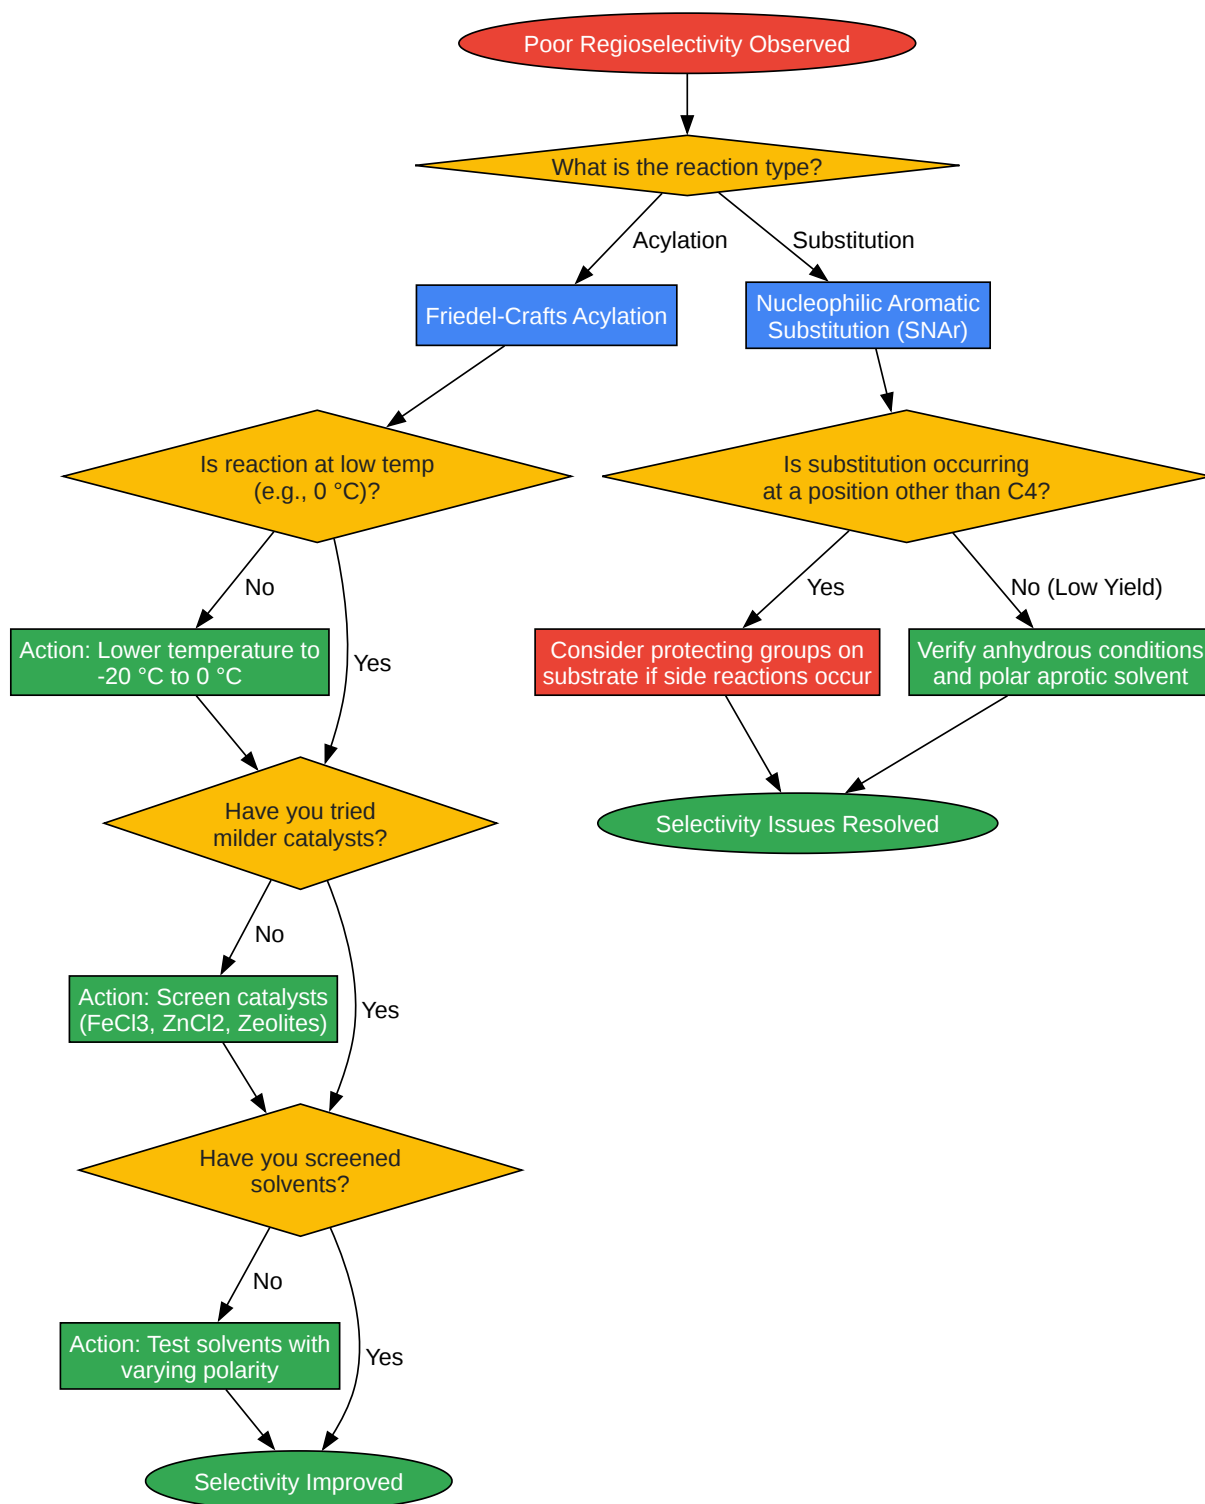 Poor Regioselectivity Observed
What is the reaction type?
Acylation
Substitution
Friedel-Crafts Acylation
Nucleophilic Aromatic
Substitution (SNAr)
Is reaction at low temp
(e.g., 0 °C)?
Is substitution occurring
at a position other than C4?
No
Yes
Yes
No (Low Yield)
Action: Lower temperature to
-20 °C to 0 °C
Consider protecting groups on
substrate if side reactions occur
Verify anhydrous conditions
and polar aprotic solvent
Have you tried
milder catalysts?
Selectivity Issues Resolved
No
Yes
Action: Screen catalysts
(FeCl3, ZnCl2, Zeolites)
Have you screened
solvents?
No
Yes
Action: Test solvents with
varying polarity
Selectivity Improved